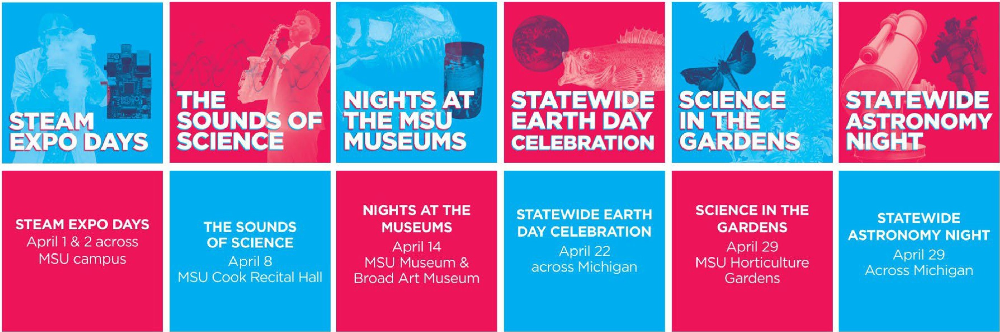 STEAM
EXPO DAYS
THE
SOUNDS OF
SCIENCE
NIGHTS AT
THE MSU
MUSEUMS
STATEWIDE
EARTH DAY
CELEBRATION
SCIENCE
IN THE
GARDENS
STATEWIDE
ASTRONOMY
NIGHT
STEAM EXPO DAYS
April 1 & 2 across
MSU campus
THE SOUNDS
OF SCIENCE
April 8
MSU Cook Recital Hall
NIGHTS AT THE
MUSEUMS
April 14
MSU Museum &
Broad Art Museum
STATEWIDE EARTH
DAY CELEBRATION
April 22
across Michigan
SCIENCE IN THE
GARDENS
April 29
MSU Horticulture
Gardens
STATEWIDE
ASTRONOMY NIGHT
April 29
Across Michigan